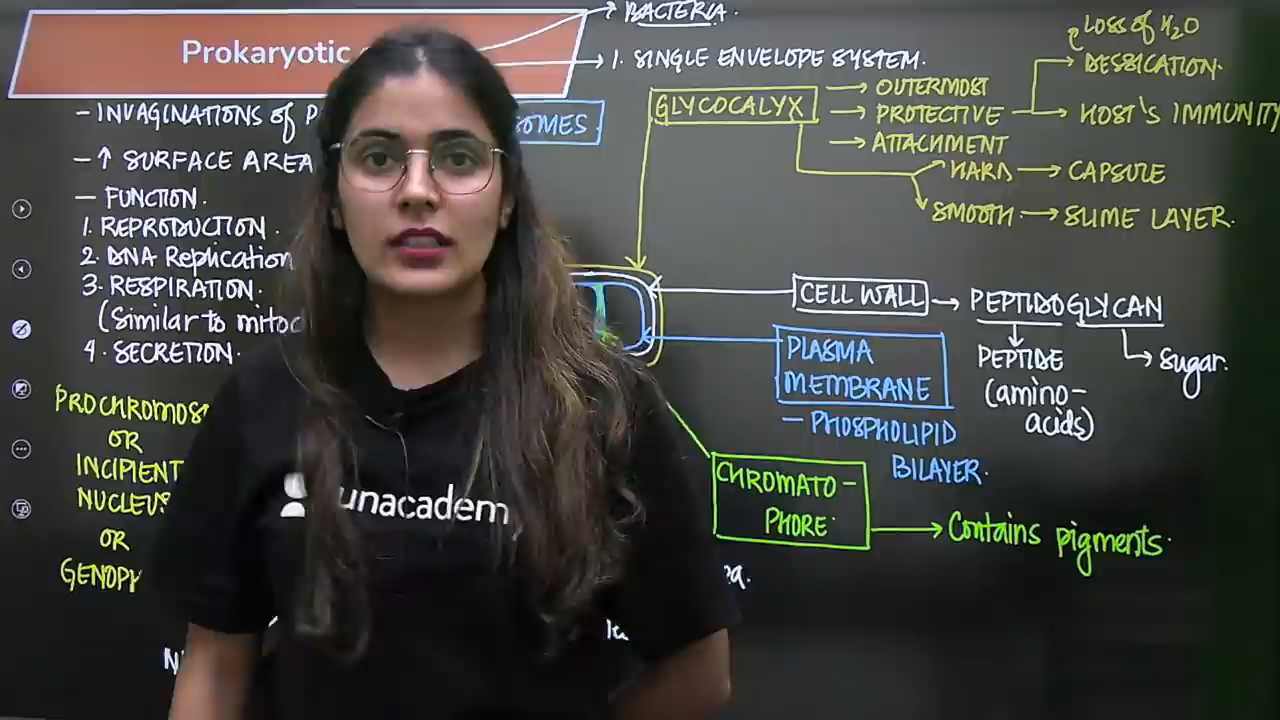 BACTERIA.
Prokaryotic
1. SINGLE ENVELOPE SYSTEM.
Loss of H2O
DESSICATION.
GLYCOCALYX
OUTERMOST
PROTECTIVE
HOST'S IMMUNITY
ATTACHMENT
HARD → CAPSULE
SMOOTH → SLIME LAYER.
- INVAGINATIONS OF
- ↑ SURFACE AREA
- FUNCTION.
1. REPRODUCTION.
2. DNA Replication
3. RESPIRATION.
(Similar to
4. SECRETION.
OR
INCIPIENT
NUCLEUS
OR
CELL WALL → PEPTIDOGLYCAN
PEPTIDE
(amino-
acids)
Sugar.
PLASMA
MEMBRANE
- PHOSPHOLIPID
BILAYER.
CHROMATO-
PHORE.
Contains pigments.
unacadem